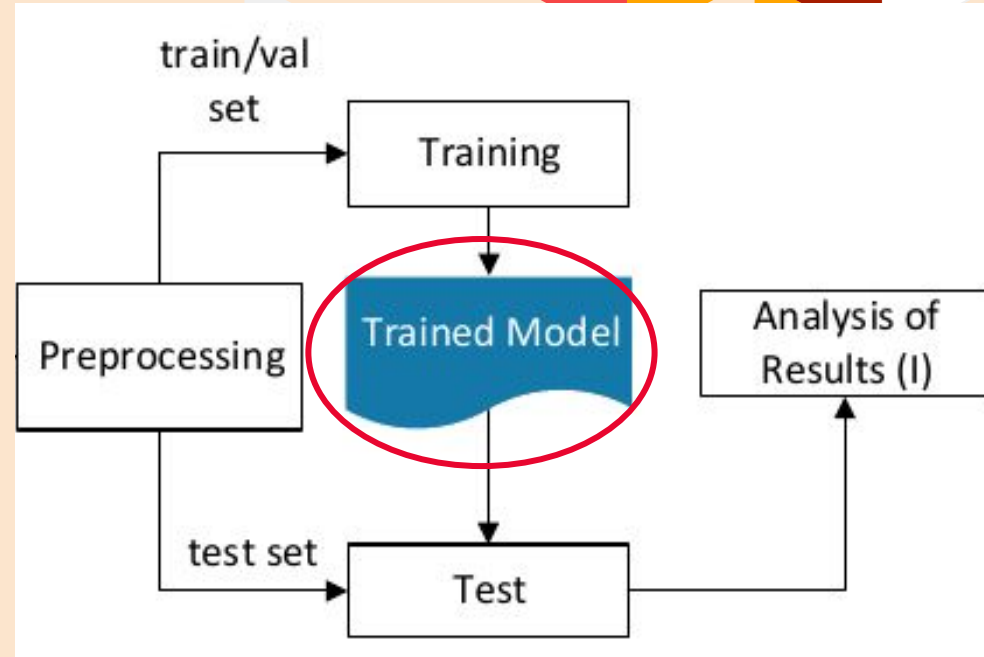 train/val
set
Training
Trained Model
Preprocessing
Analysis of
Results (I)
test set
Test